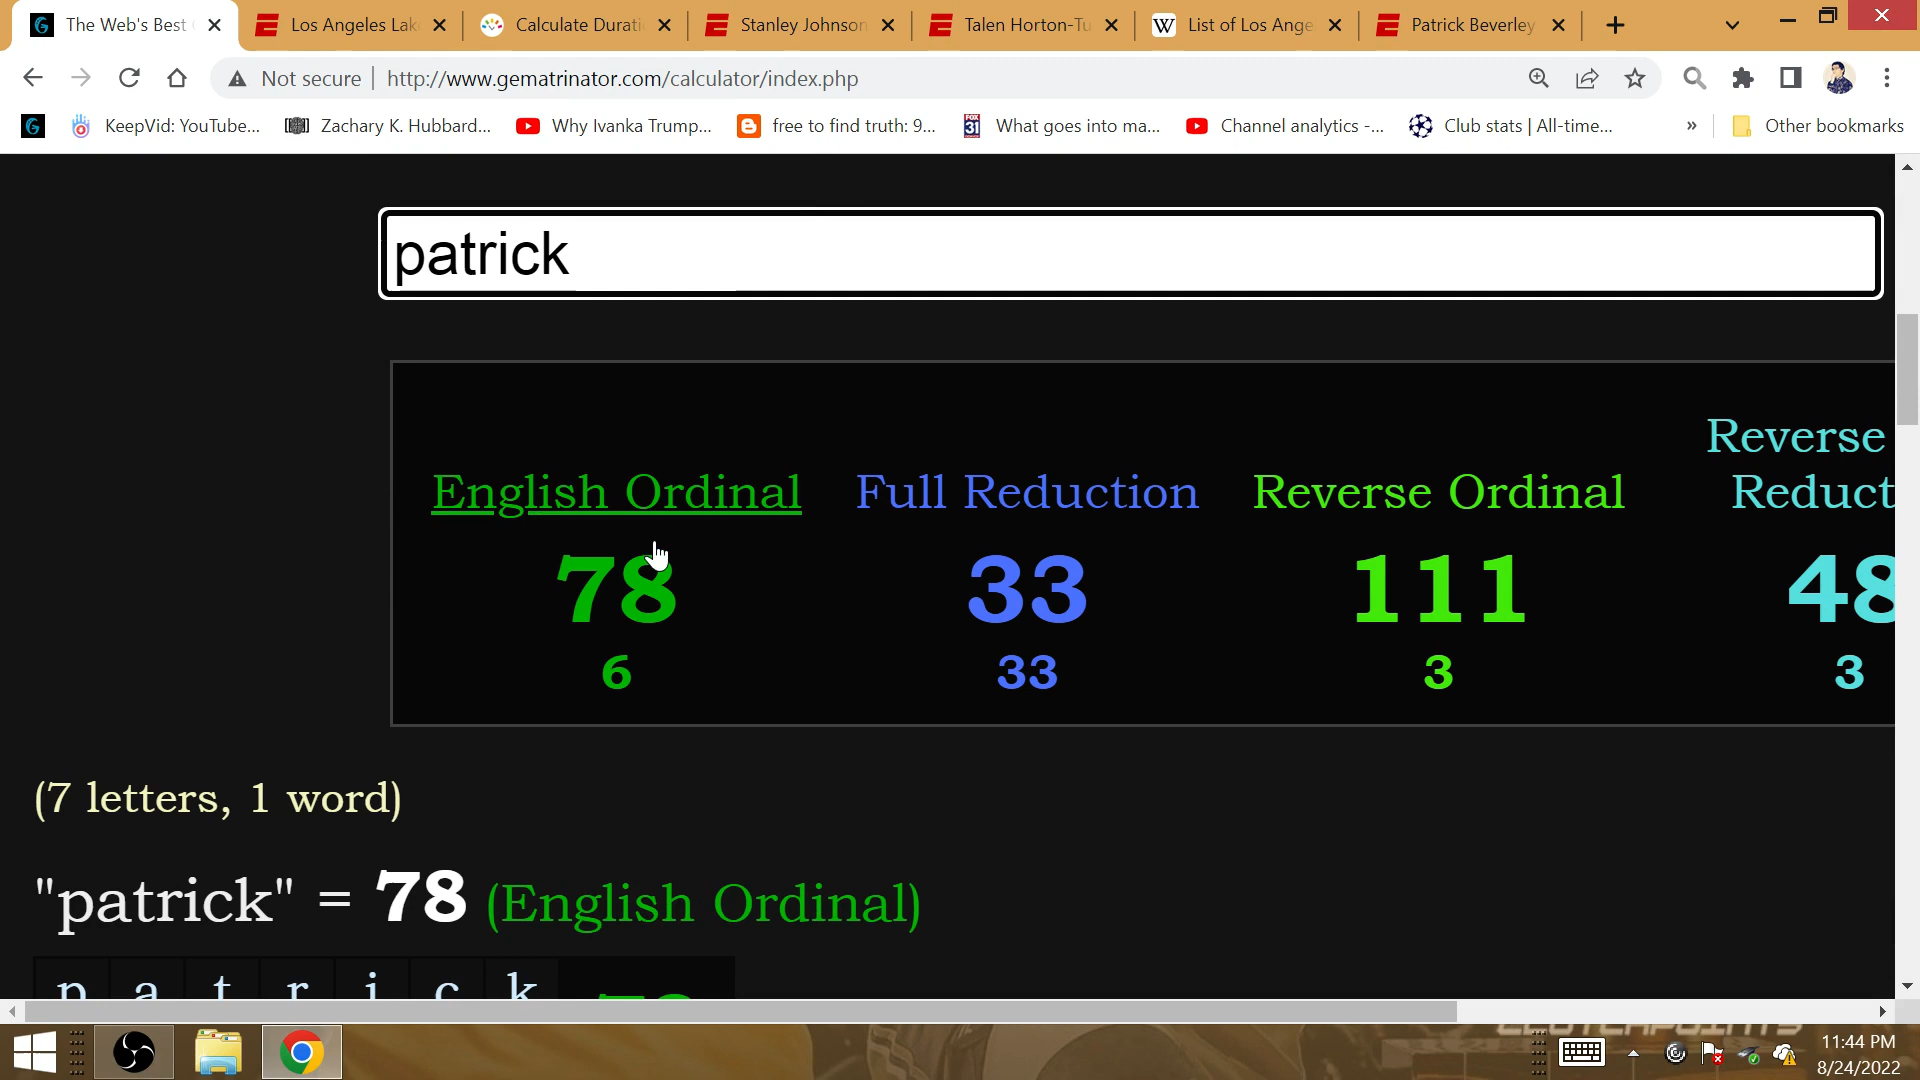 The Web's Best
Los Angeles Lak
Calculate Durati
Stanley Johnson
Talen Horton-Tu
List of Los Ange
Patrick Beverley
Not secure
http://www.gematrinator.com/calculator/index.php
KeepVid: YouTube...
Zachary K. Hubbard...
Why Ivanka Trump...
free to find truth: 9...
What goes into ma...
Channel analytics -...
Club stats | All-time...
»
Other bookmarks
patrick
English Ordinal
Full Reduction
Reverse Ordinal
Reverse
Reduct
78
33
111
48
6
33
3
3
(7 letters, 1 word)
"patrick" = 78 (English Ordinal)
p a t r i c k
78
CLUTCHPOINTS
11:44 PM
8/24/2022